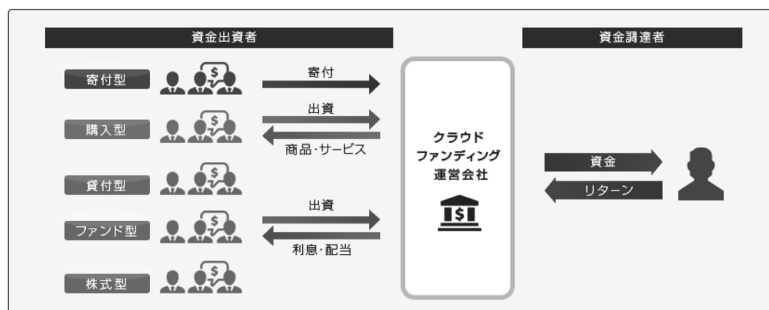 資金出資者
資金調達者
寄付型
$
寄付
購入型
$
出資
商品・サービス
貸付型
$
ファンド型
$
出資
利息・配当
株式型
$
クラウド
ファンディング
運営会社
$
資金
リターン